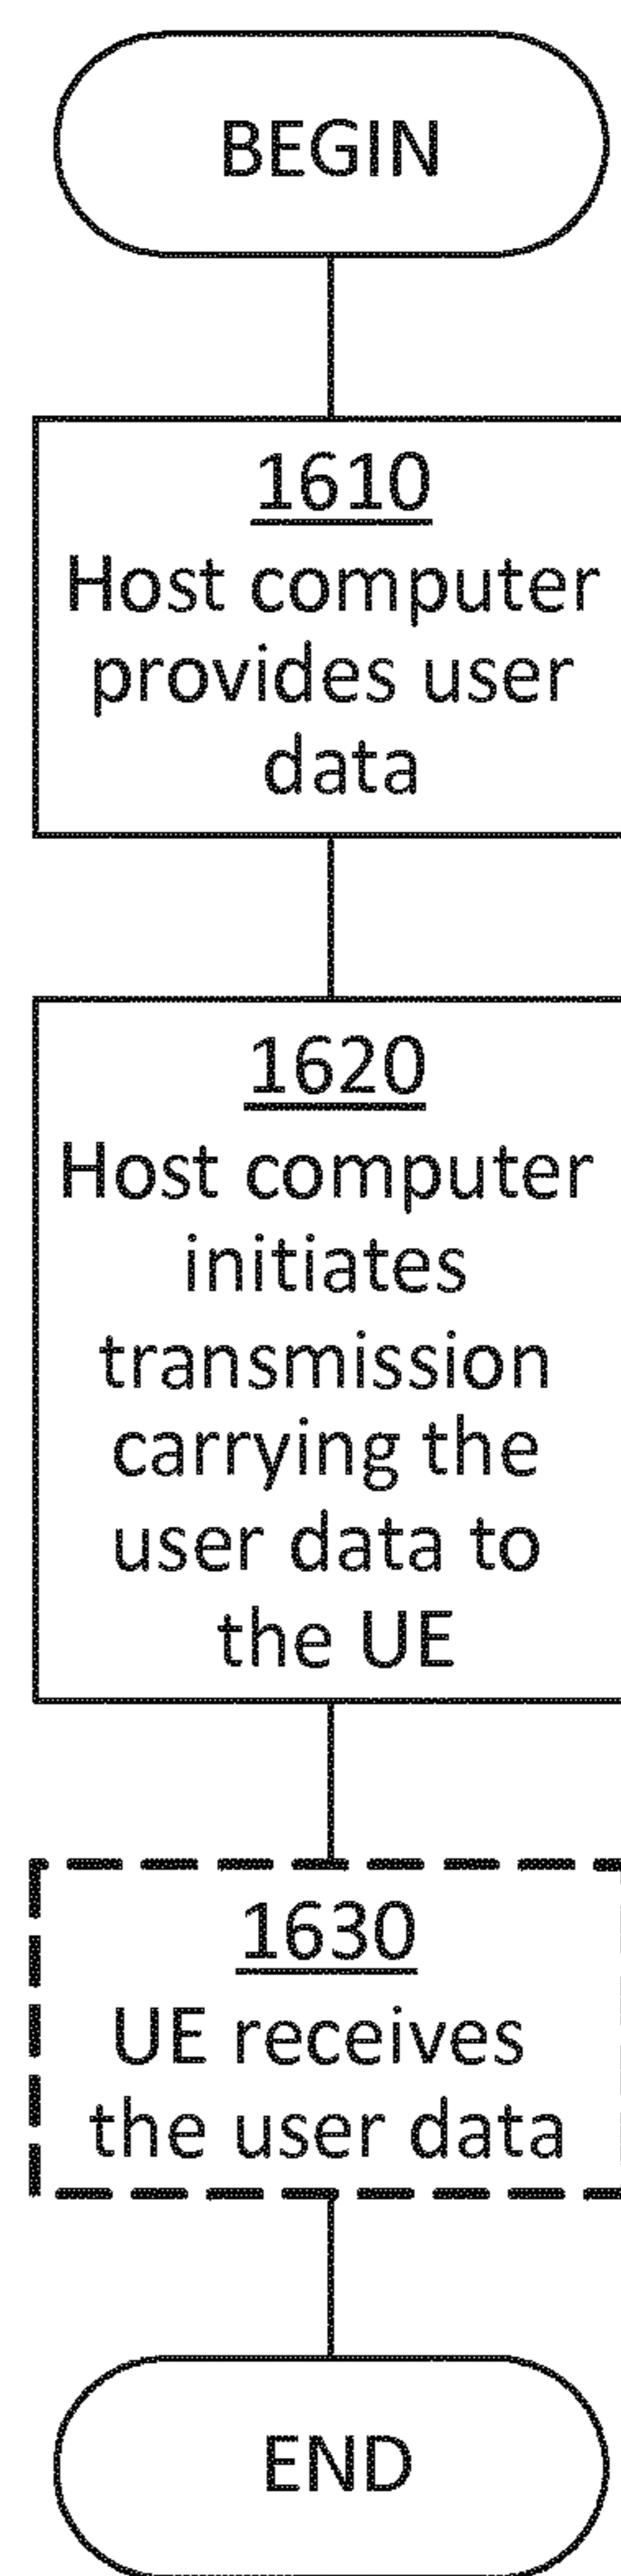 BEGIN
1610
Host computer
provides user
data
1620
Host computer
initiates
transmission
carrying the
user data to
the UE
1630
UE receives
the user data
END